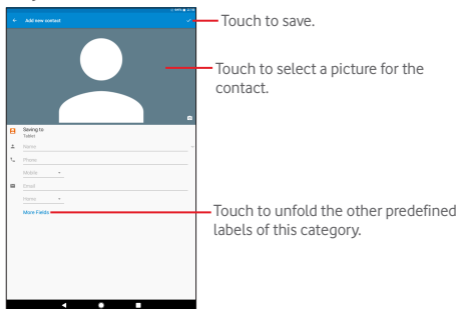 Add new contact
Touch to save.
Touch to select a picture for the
contact.
Saving to
Tablet
Name
Phone
Mobile
Email
Home
More Fields
Touch to unfold the other predefined
labels of this category.